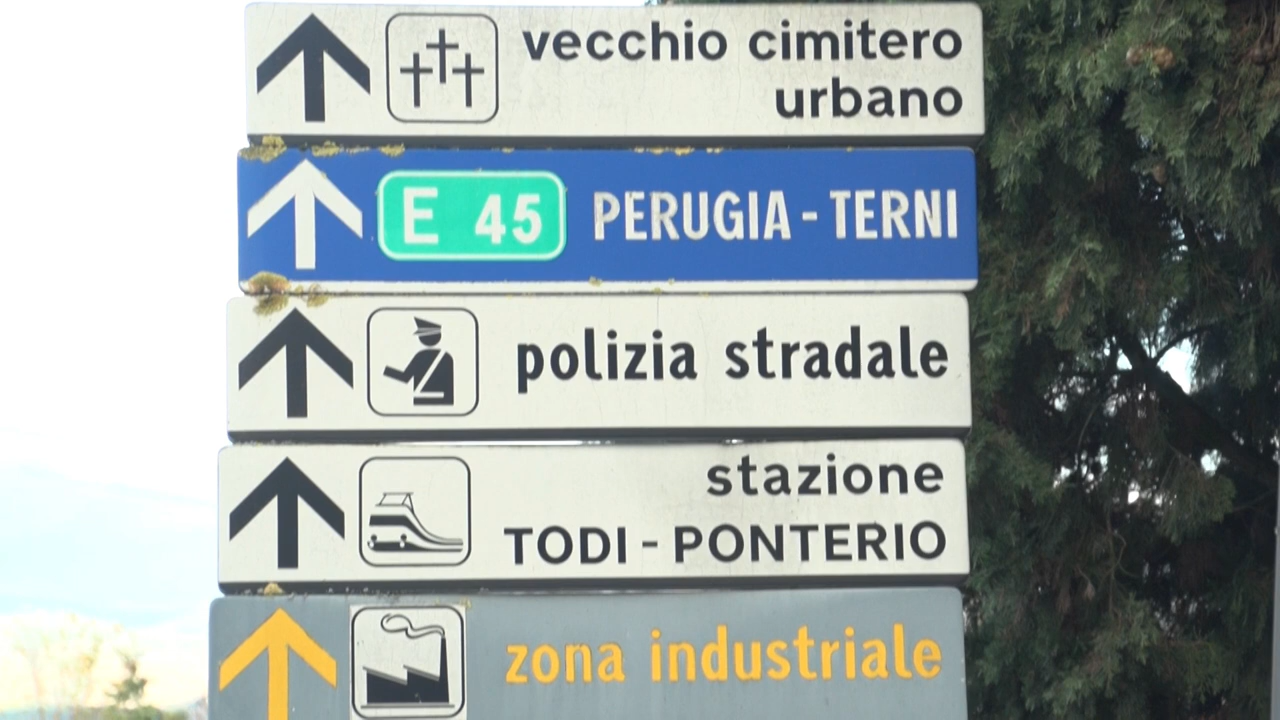 vecchio cimitero
urbano
E 45 PERUGIA - TERNI
polizia stradale
stazione
TODI - PONTERIO
zona industriale